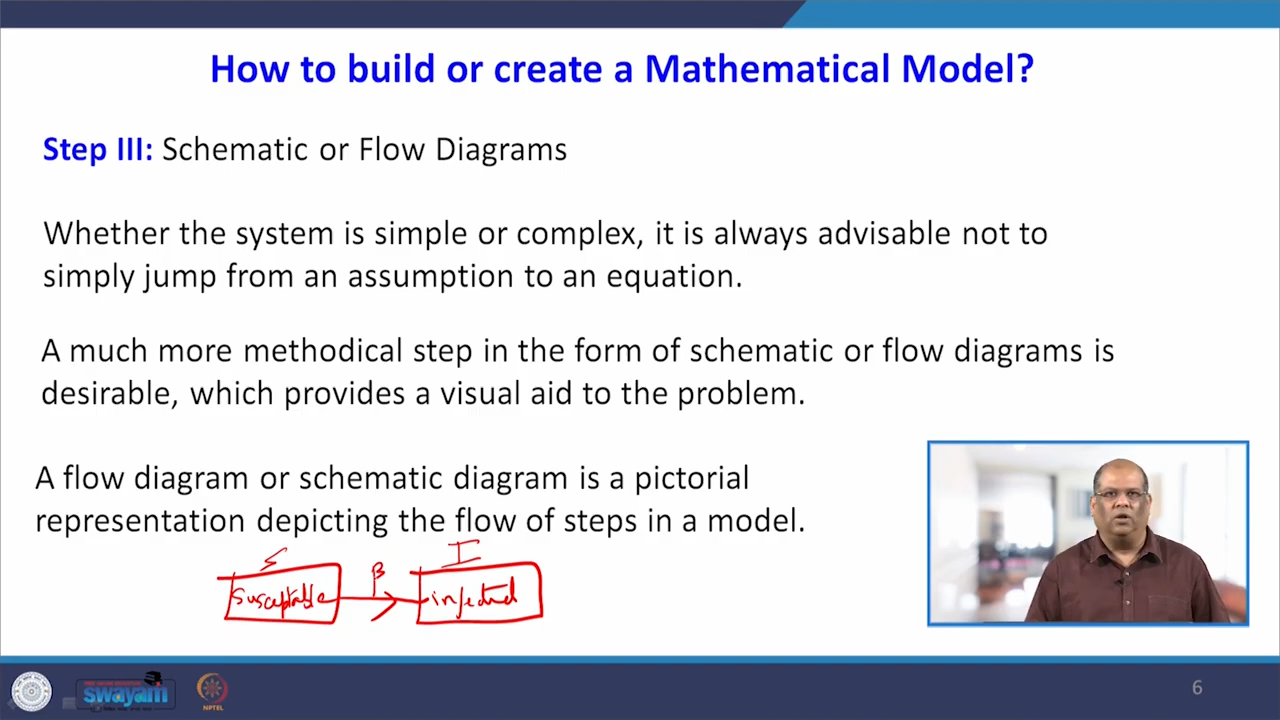 How to build or create a Mathematical Model?
Step III: Schematic or Flow Diagrams
Whether the system is simple or complex, it is always advisable not to
simply jump from an assumption to an equation.
A much more methodical step in the form of schematic or flow diagrams is
desirable, which provides a visual aid to the problem.
A flow diagram or schematic diagram is a pictorial
representation depicting the flow of steps in a model.
S I
β
Susceptable infected
swayam
NPTEL
6